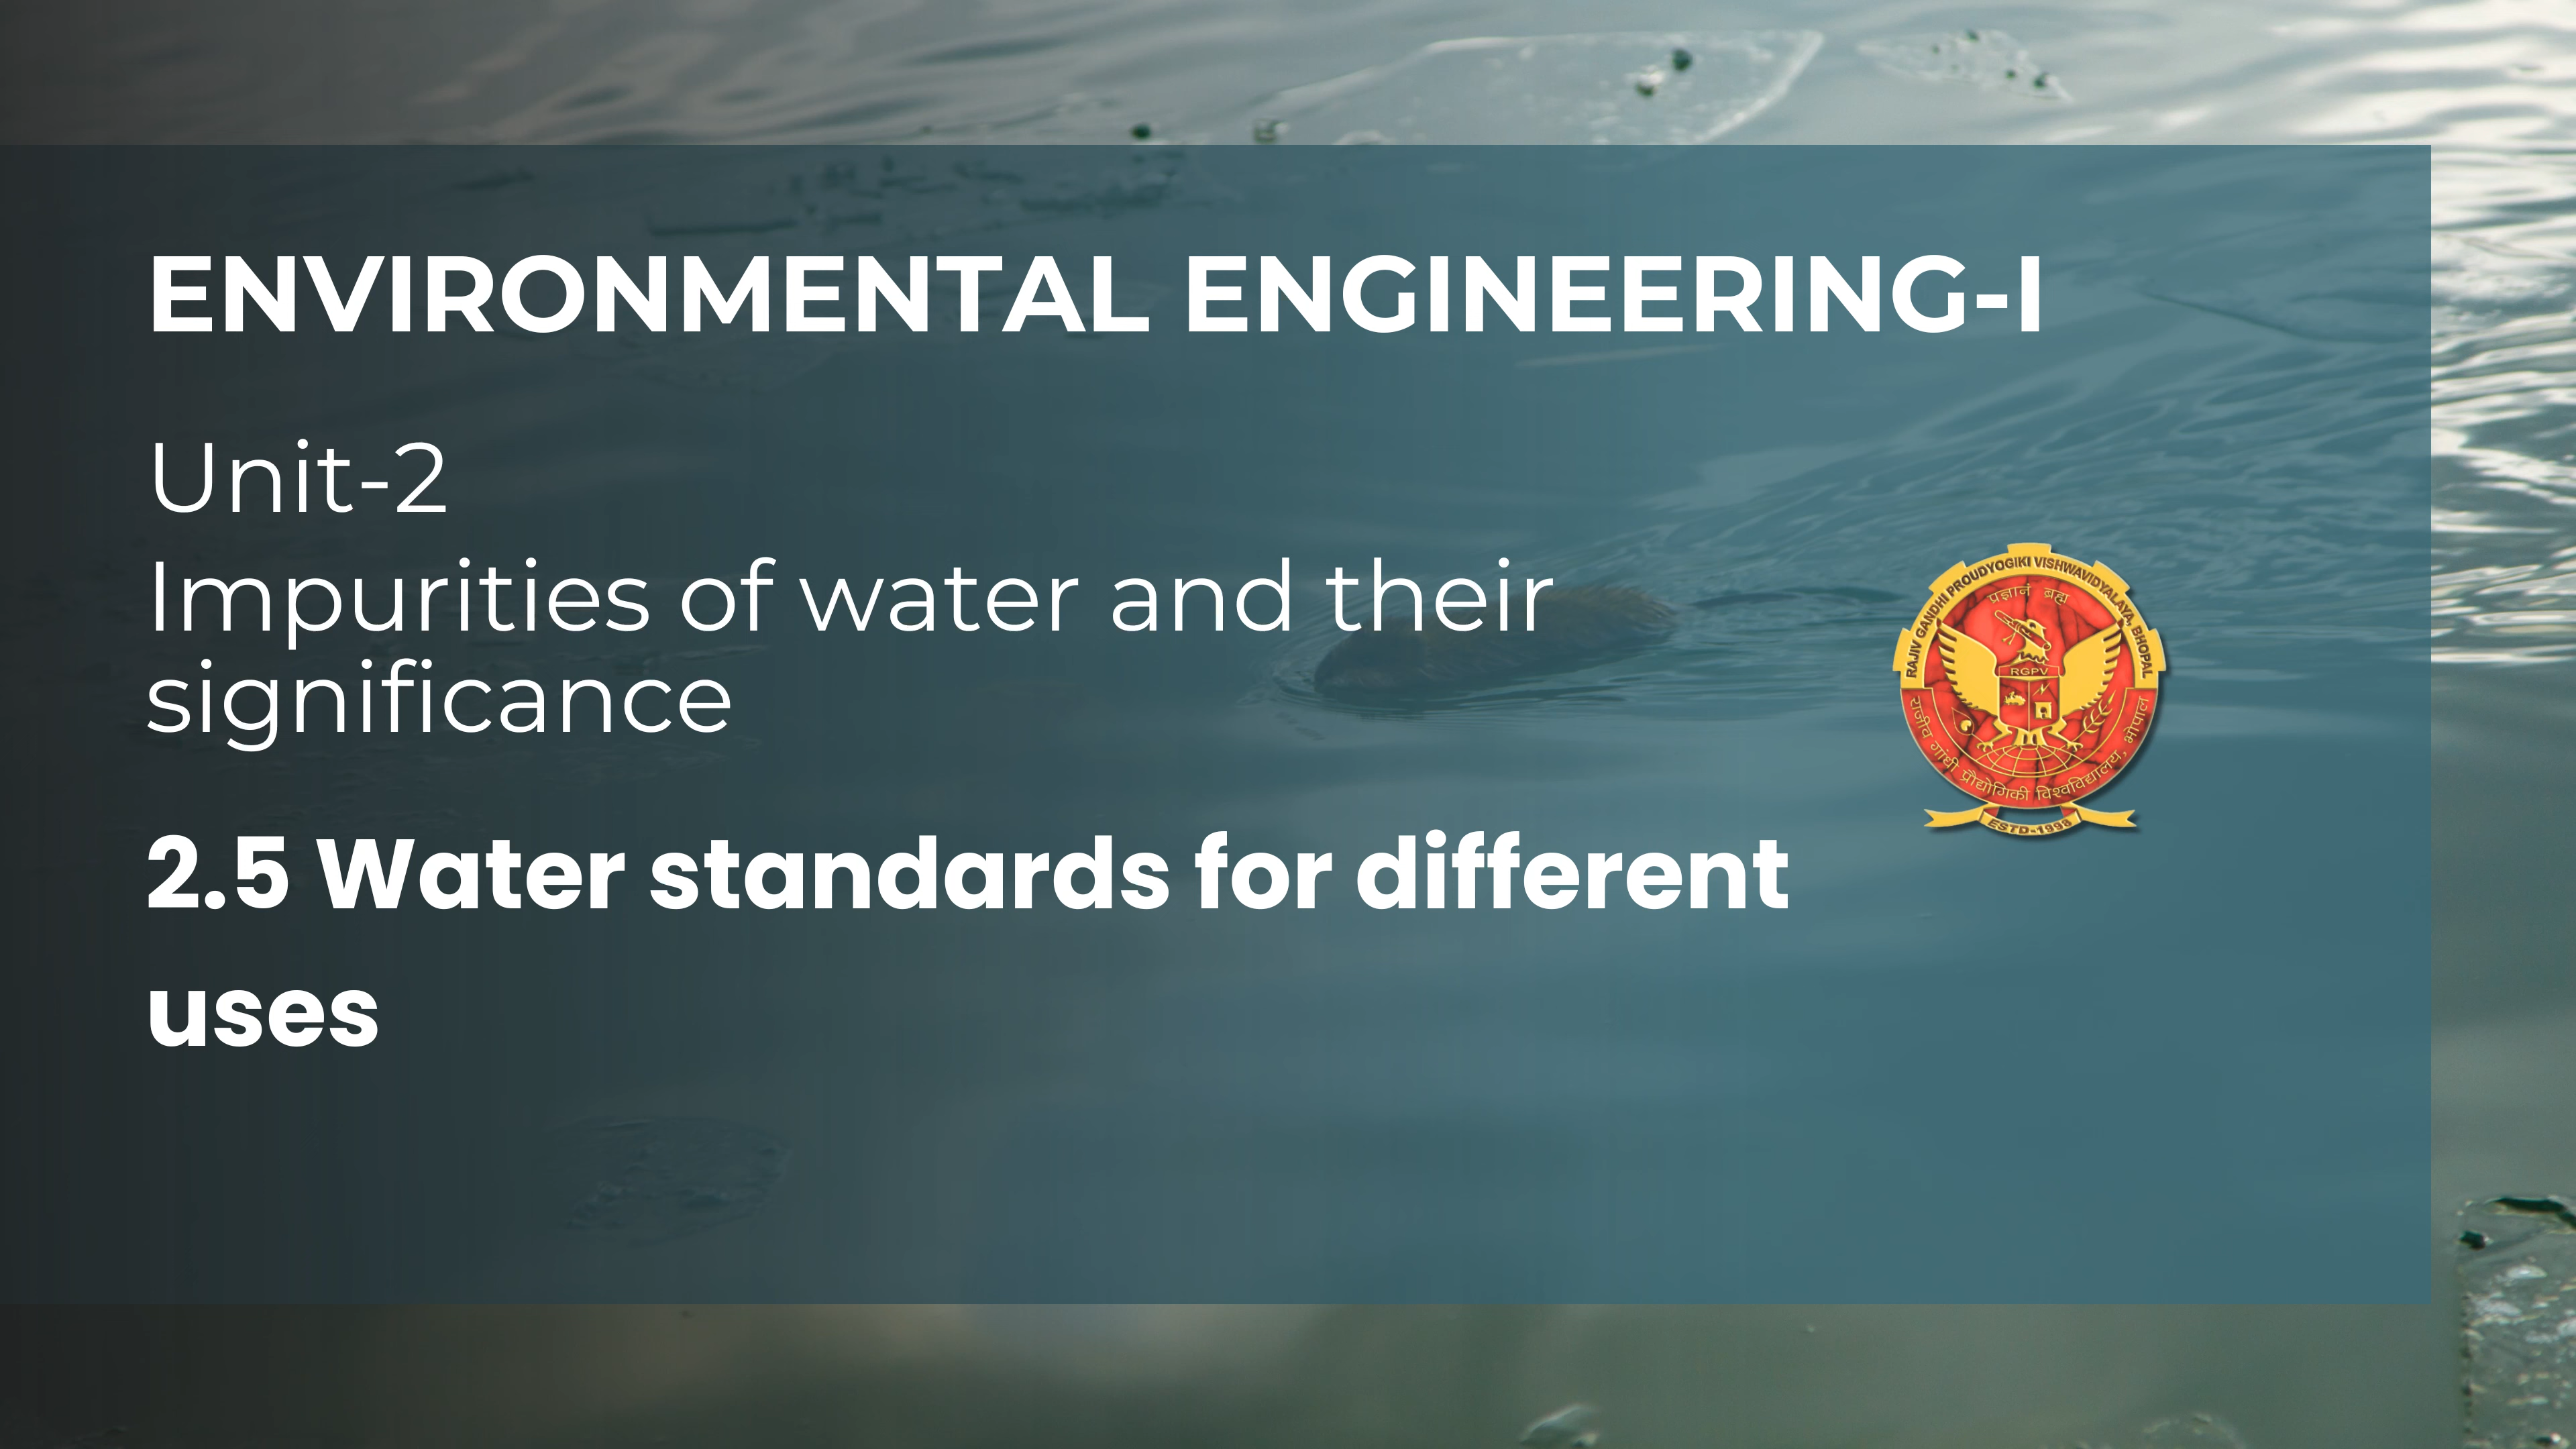 ENVIRONMENTAL ENGINEERING-I
Unit-2
Impurities of water and their
significance
2.5 Water standards for different
uses
RAJIV GANDHI PROUDYOGIKI VISHWAVIDYALAYA, BHOPAL
प्रज्ञानं ब्रह्म
RGPV
राजीव गांधी प्रौद्योगिकी विश्वविद्यालय, भोपाल
ESTD-1998